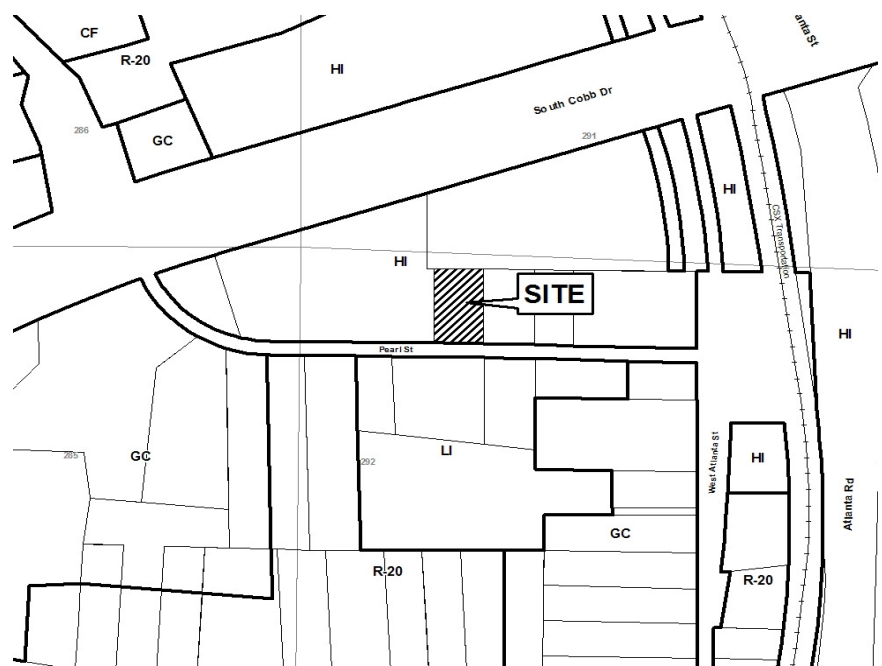 CF
R-20
HI
GC
286
South Cobb Dr
291
anta St
HI
CSX Transportation
HI
SITE
HI
Pearl St
GC
285
292
LI
West Atlanta St
HI
Atlanta Rd
GC
R-20
R-20